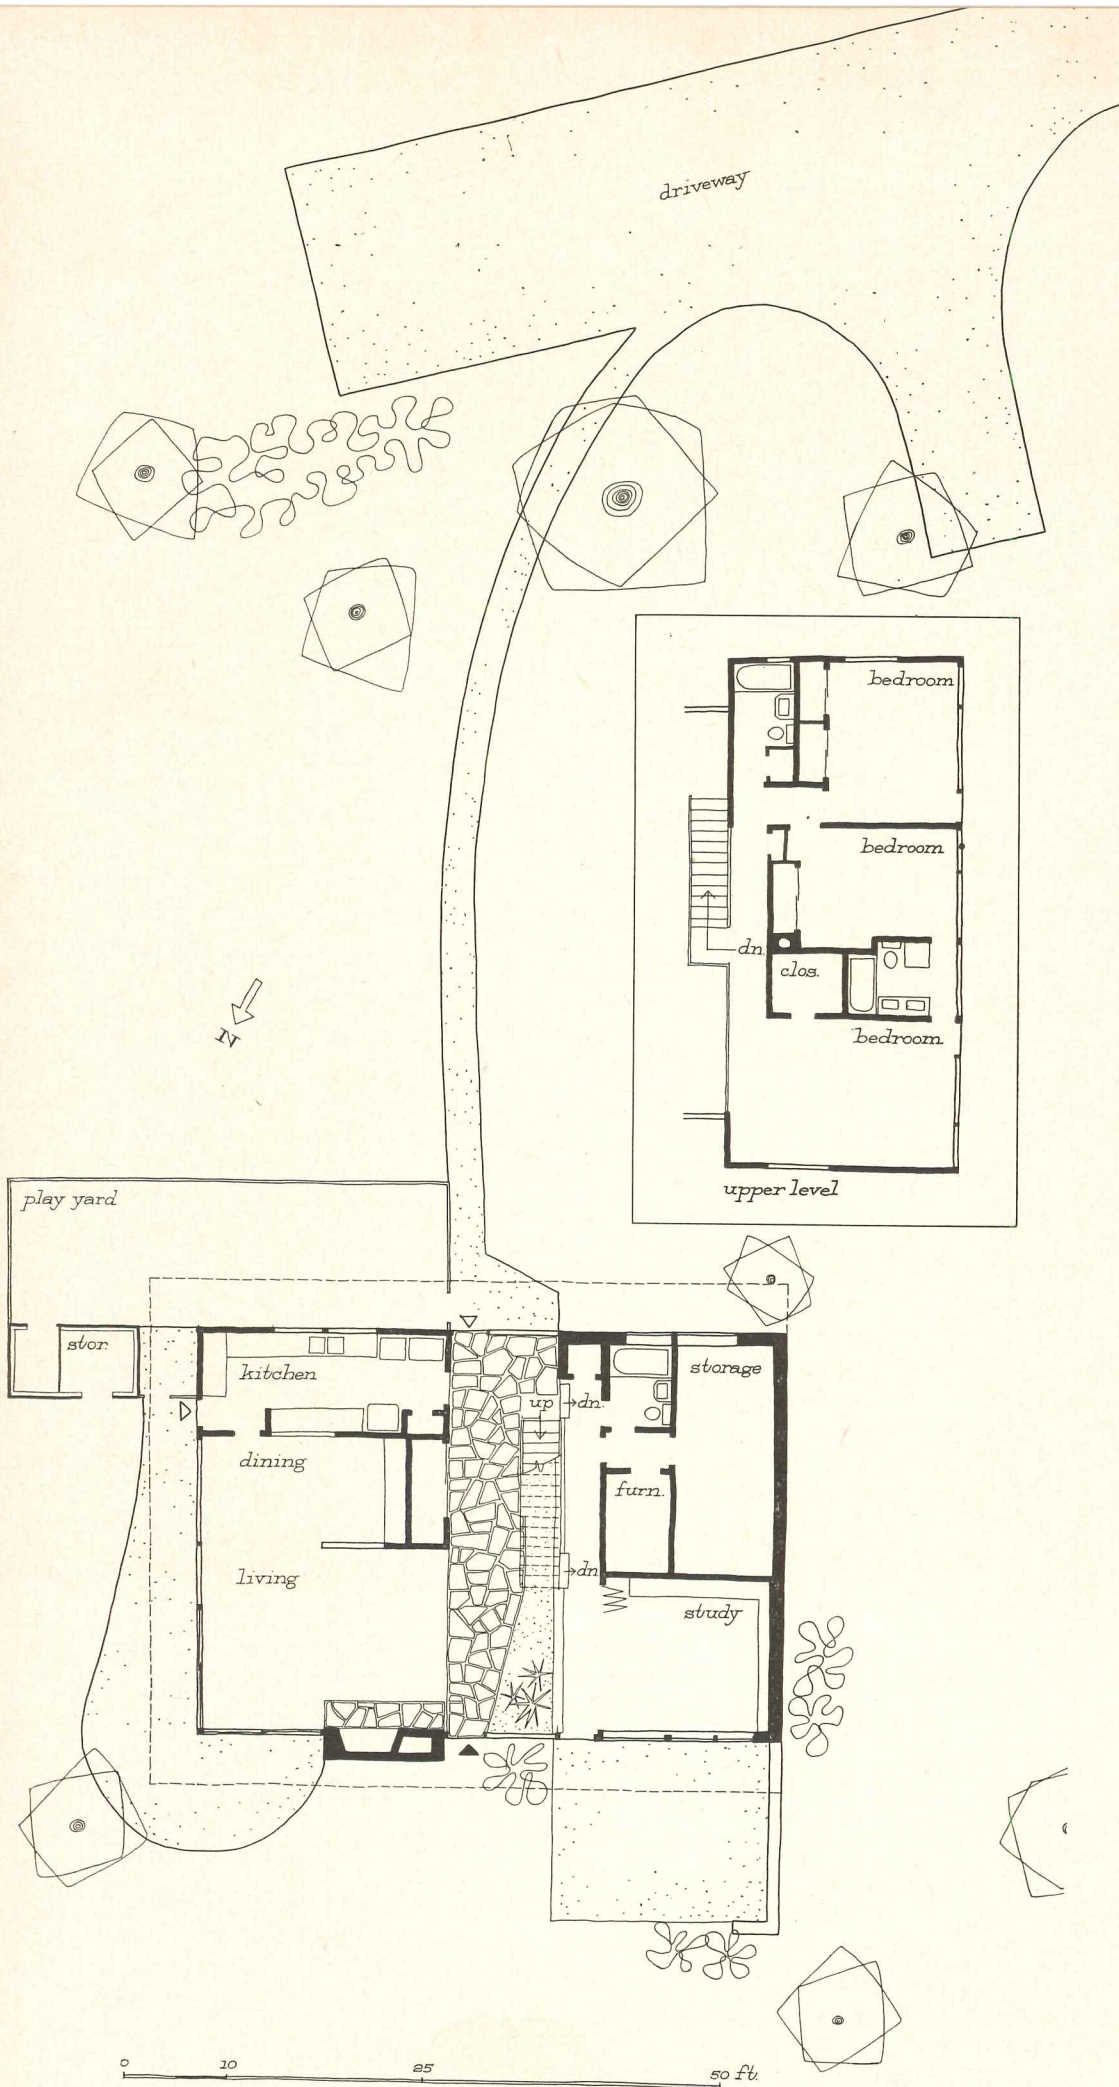 driveway
bedroom
bedroom
dn.
clos.
bedroom
upper level
N
play yard
stor.
kitchen
storage
up
dn.
dining
furn.
living
dn
study
0 10 25 50 ft.